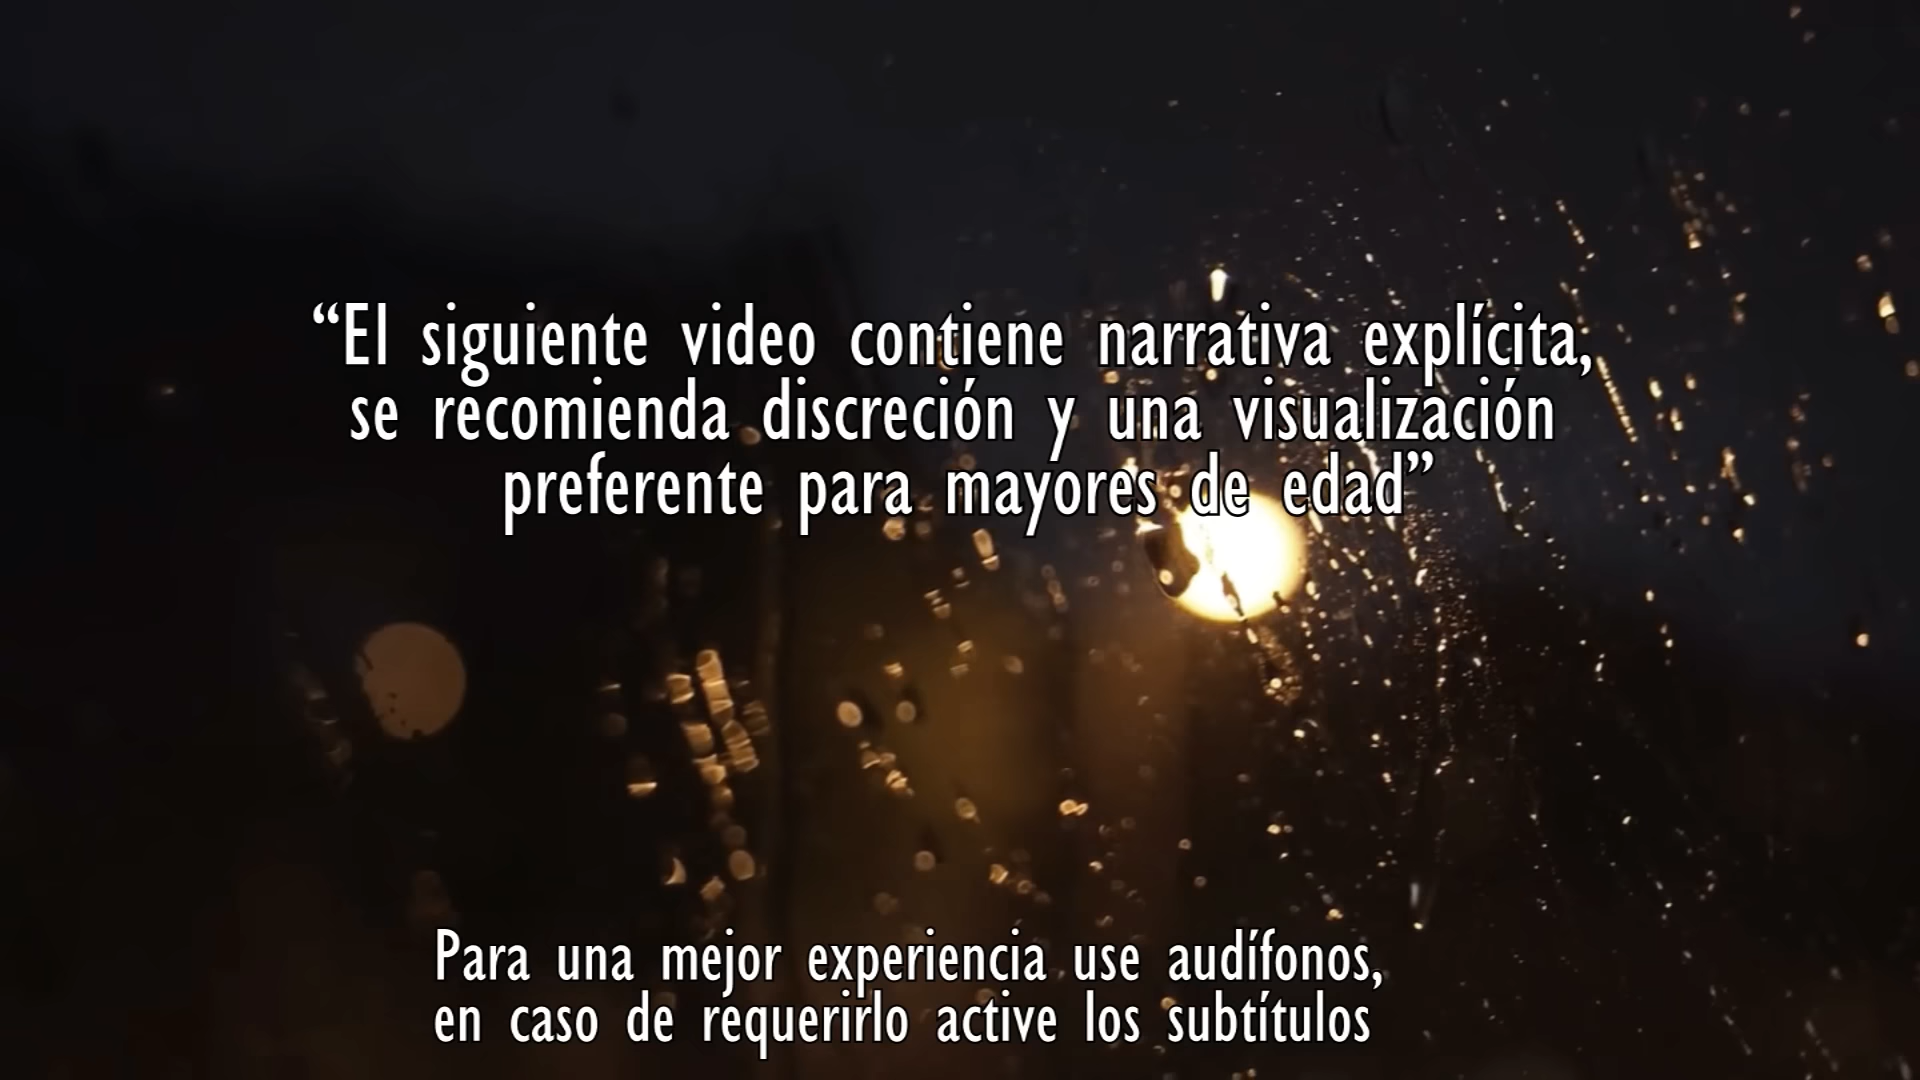 “El siguiente video contiene narrativa explícita,
se recomienda discreción y una visualización
preferente para mayores de edad”
Para una mejor experiencia use audífonos,
en caso de requerirlo active los subtítulos